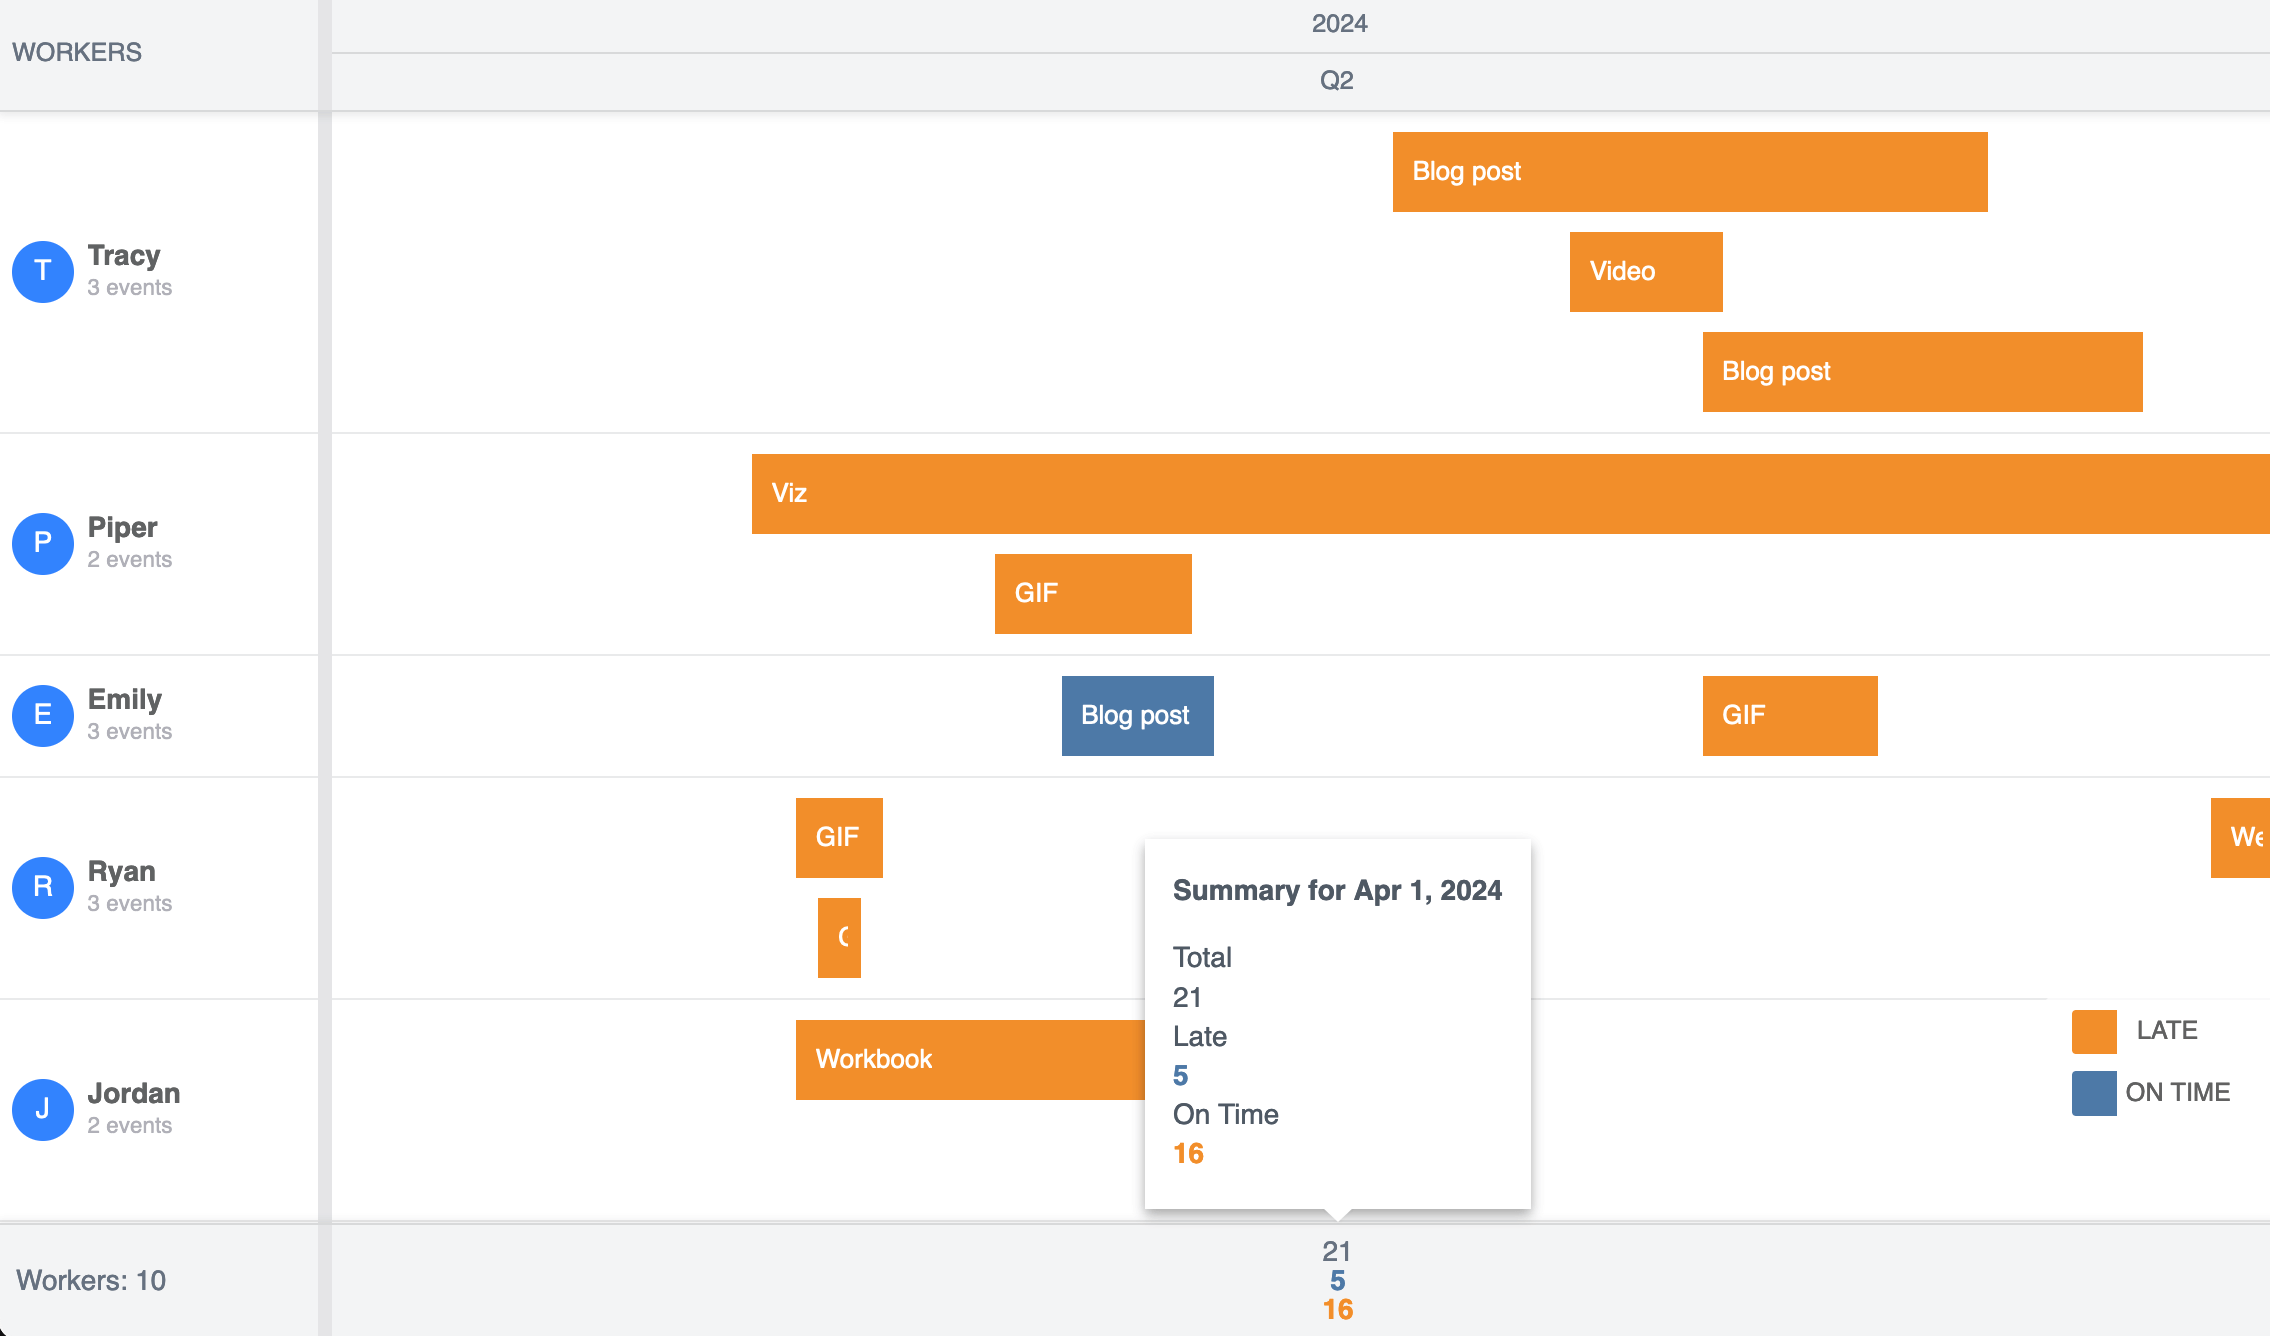 WORKERS
2024
Q2
Blog post
T
Tracy
3 events
Video
Blog post
Viz
P
Piper
2 events
GIF
E
Emily
3 events
Blog post
GIF
GIF
We
R
Ryan
3 events
Summary for Apr 1, 2024
Total
21
Late
5
On Time
16
J
Jordan
2 events
Workbook
LATE
ON TIME
Workers: 10
21
5
16